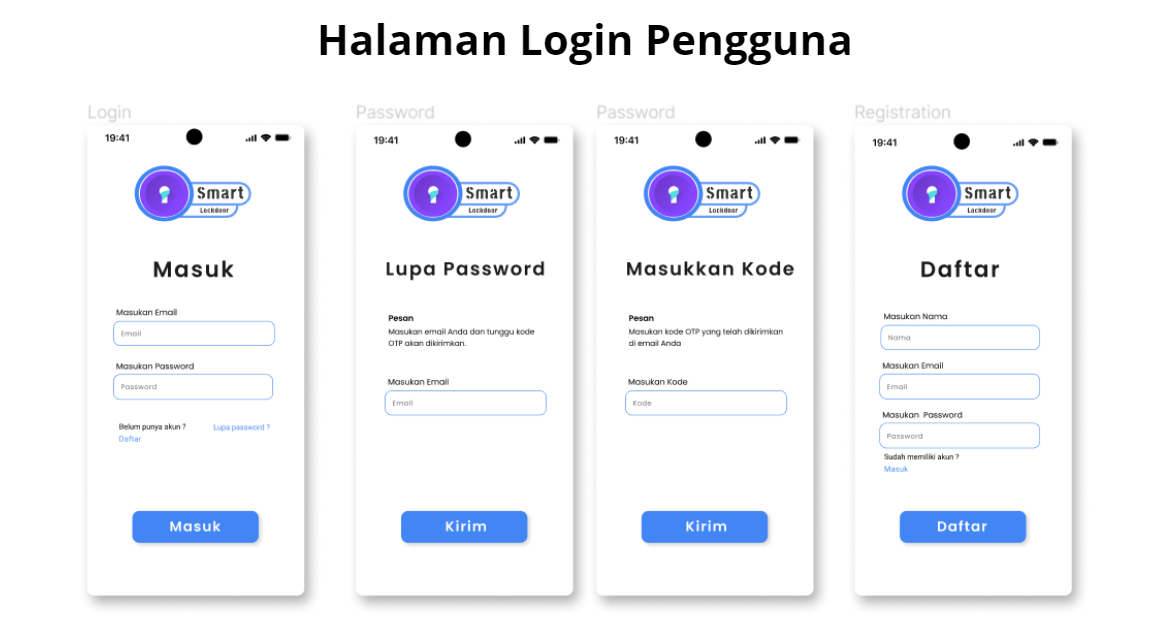 Halaman Login Pengguna
Login
19:41
Smart
Lockdoor
Masuk
Masukan Email
Email
Masukan Password
Password
Belum punya akun ?
Lupa password ?
Daftar
Masuk
Password
19:41
Smart
Lockdoor
Lupa Password
Pesan
Masukan email Anda dan tunggu kode
OTP akan dikirimkan.
Masukan Email
Email
Kirim
Password
19:41
Smart
Lockdoor
Masukkan Kode
Pesan
Masukan kode OTP yang telah dikirimkan
di email Anda
Masukan Kode
Kode
Kirim
Registration
19:41
Smart
Lockdoor
Daftar
Masukan Nama
Nama
Masukan Email
Email
Masukan Password
Password
Sudah memiliki akun ?
Masuk
Daftar